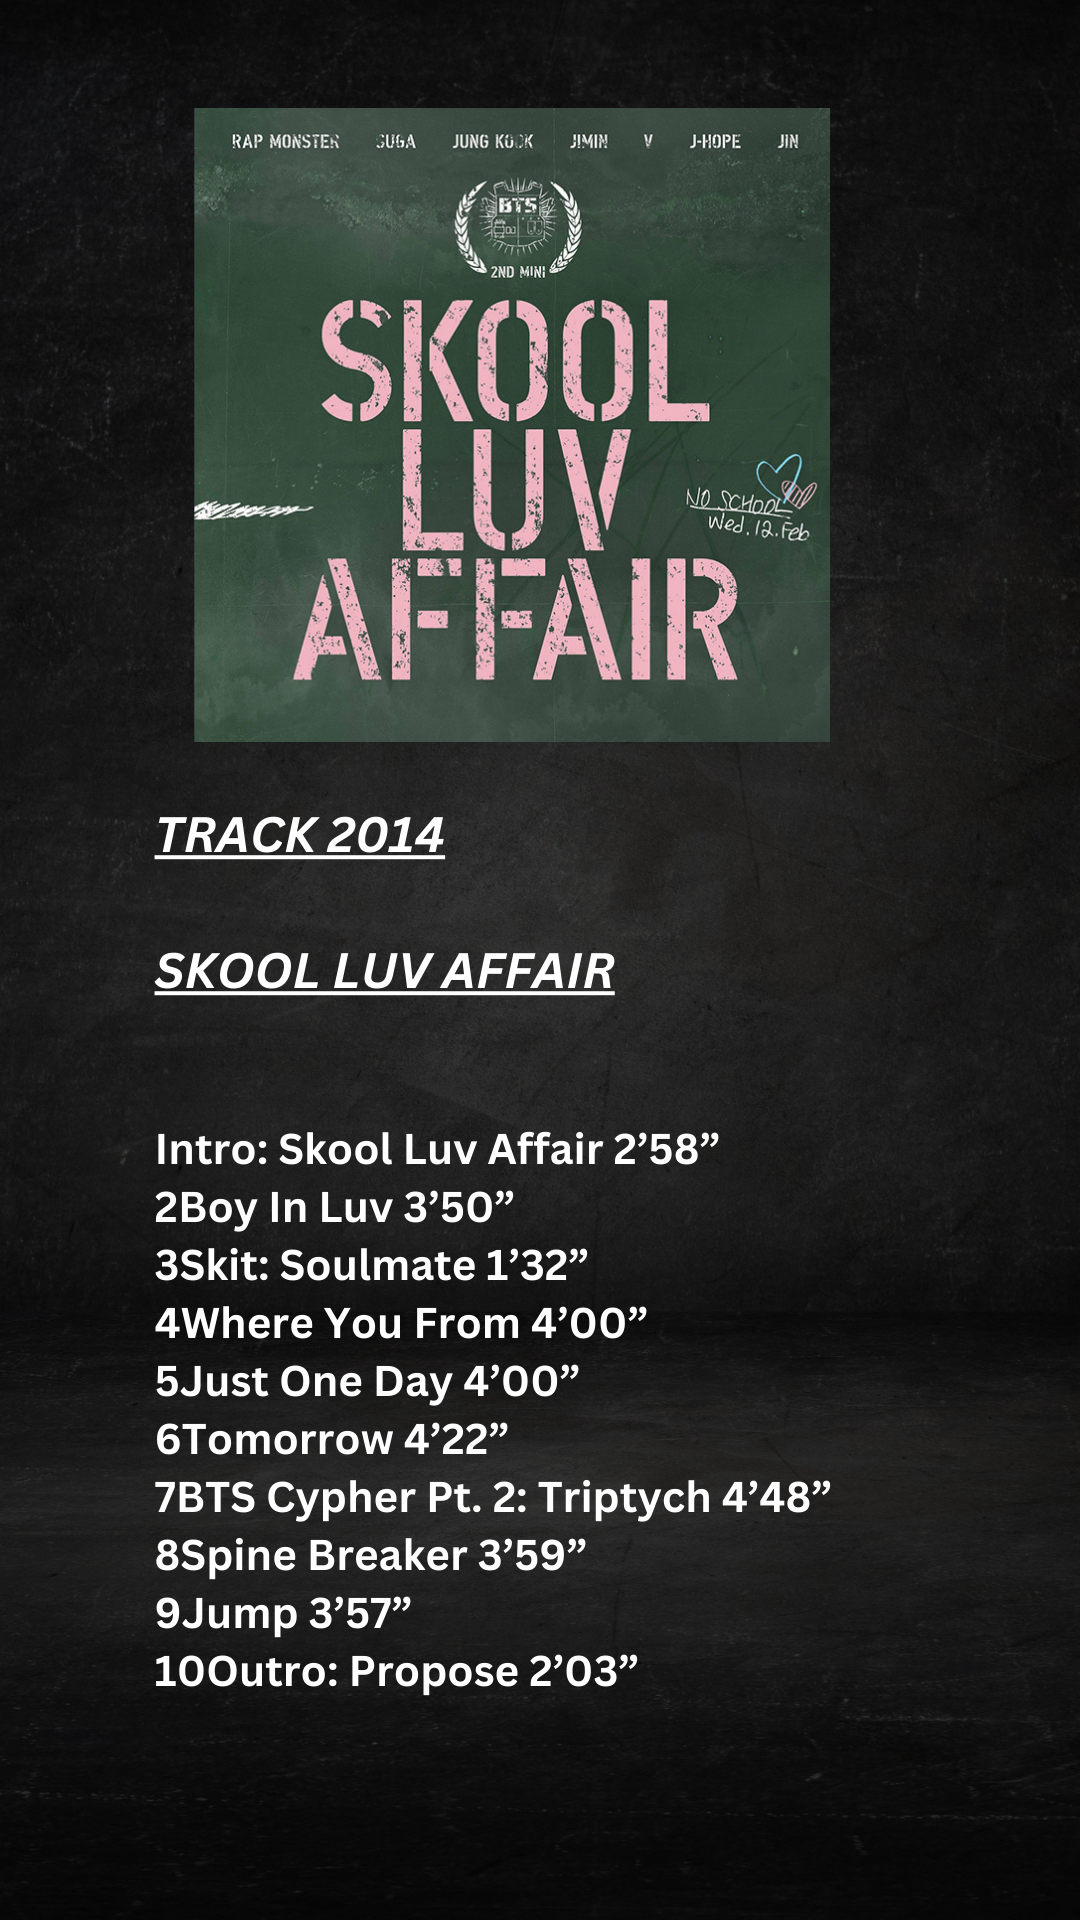 RAP MONSTER SUGA JUNG KOOK JIMIN V J-HOPE JIN
BTS
2ND MINI
SKOOL
LUV
AFFAIR
NO SCHOOL
Wed. 12. Feb
TRACK 2014
SKOOL LUV AFFAIR
Intro: Skool Luv Affair 2’58”
2Boy In Luv 3’50”
3Skit: Soulmate 1’32”
4Where You From 4’00”
5Just One Day 4’00”
6Tomorrow 4’22”
7BTS Cypher Pt. 2: Triptych 4’48”
8Spine Breaker 3’59”
9Jump 3’57”
10Outro: Propose 2’03”